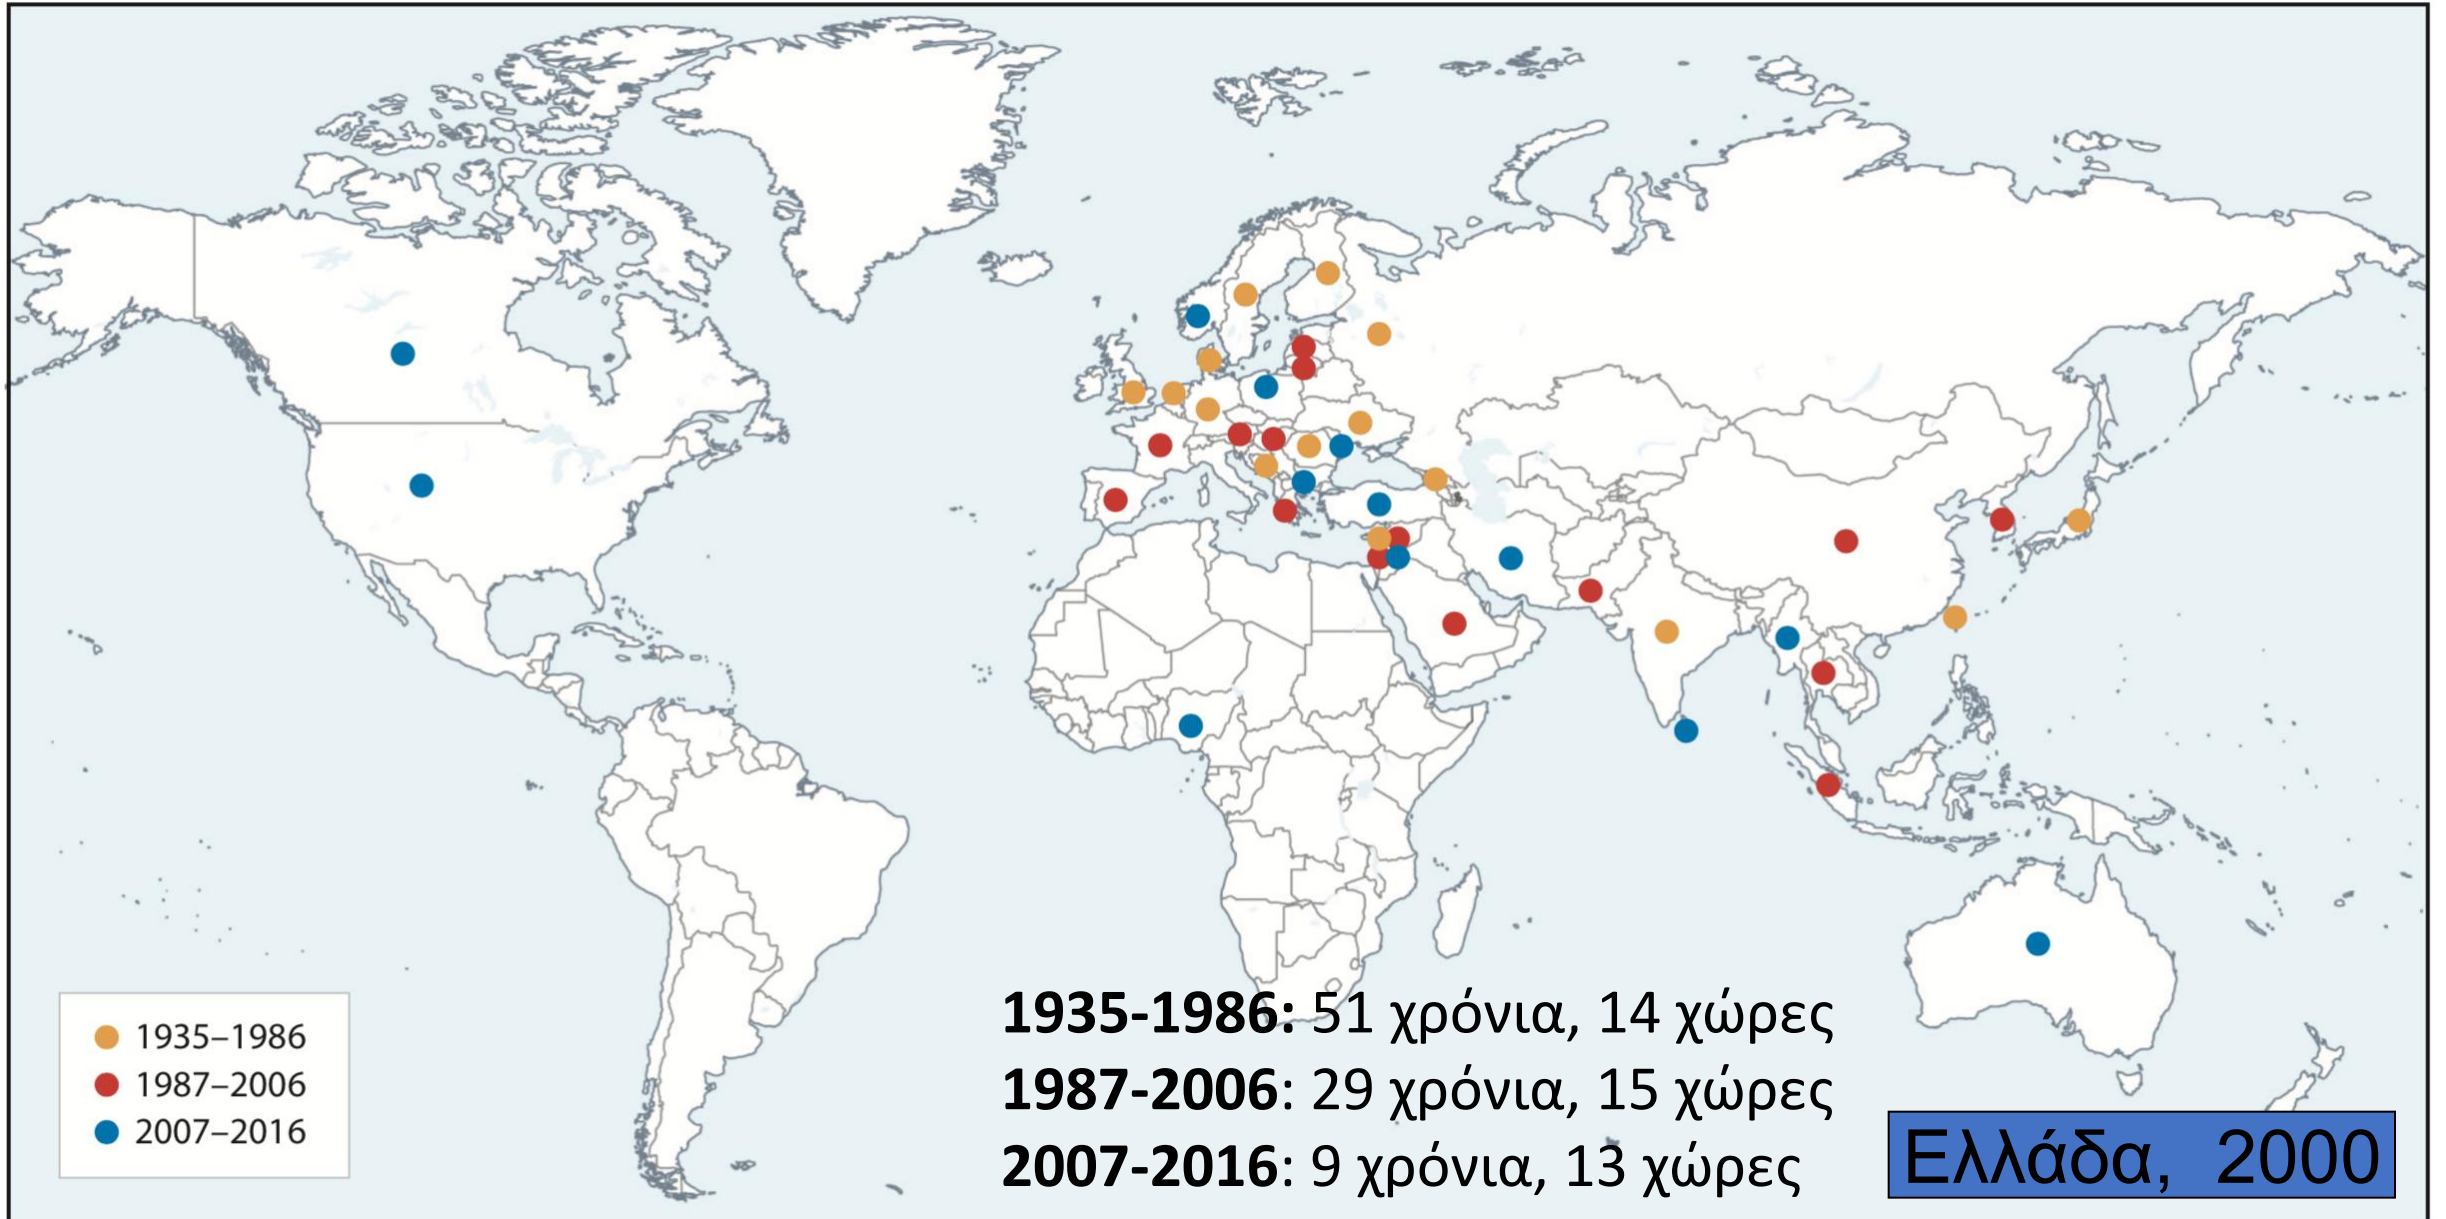 1935–1986
1987–2006
2007–2016
1935-1986: 51 χρόνια, 14 χώρες
1987-2006: 29 χρόνια, 15 χώρες
2007-2016: 9 χρόνια, 13 χώρες
Ελλάδα, 2000